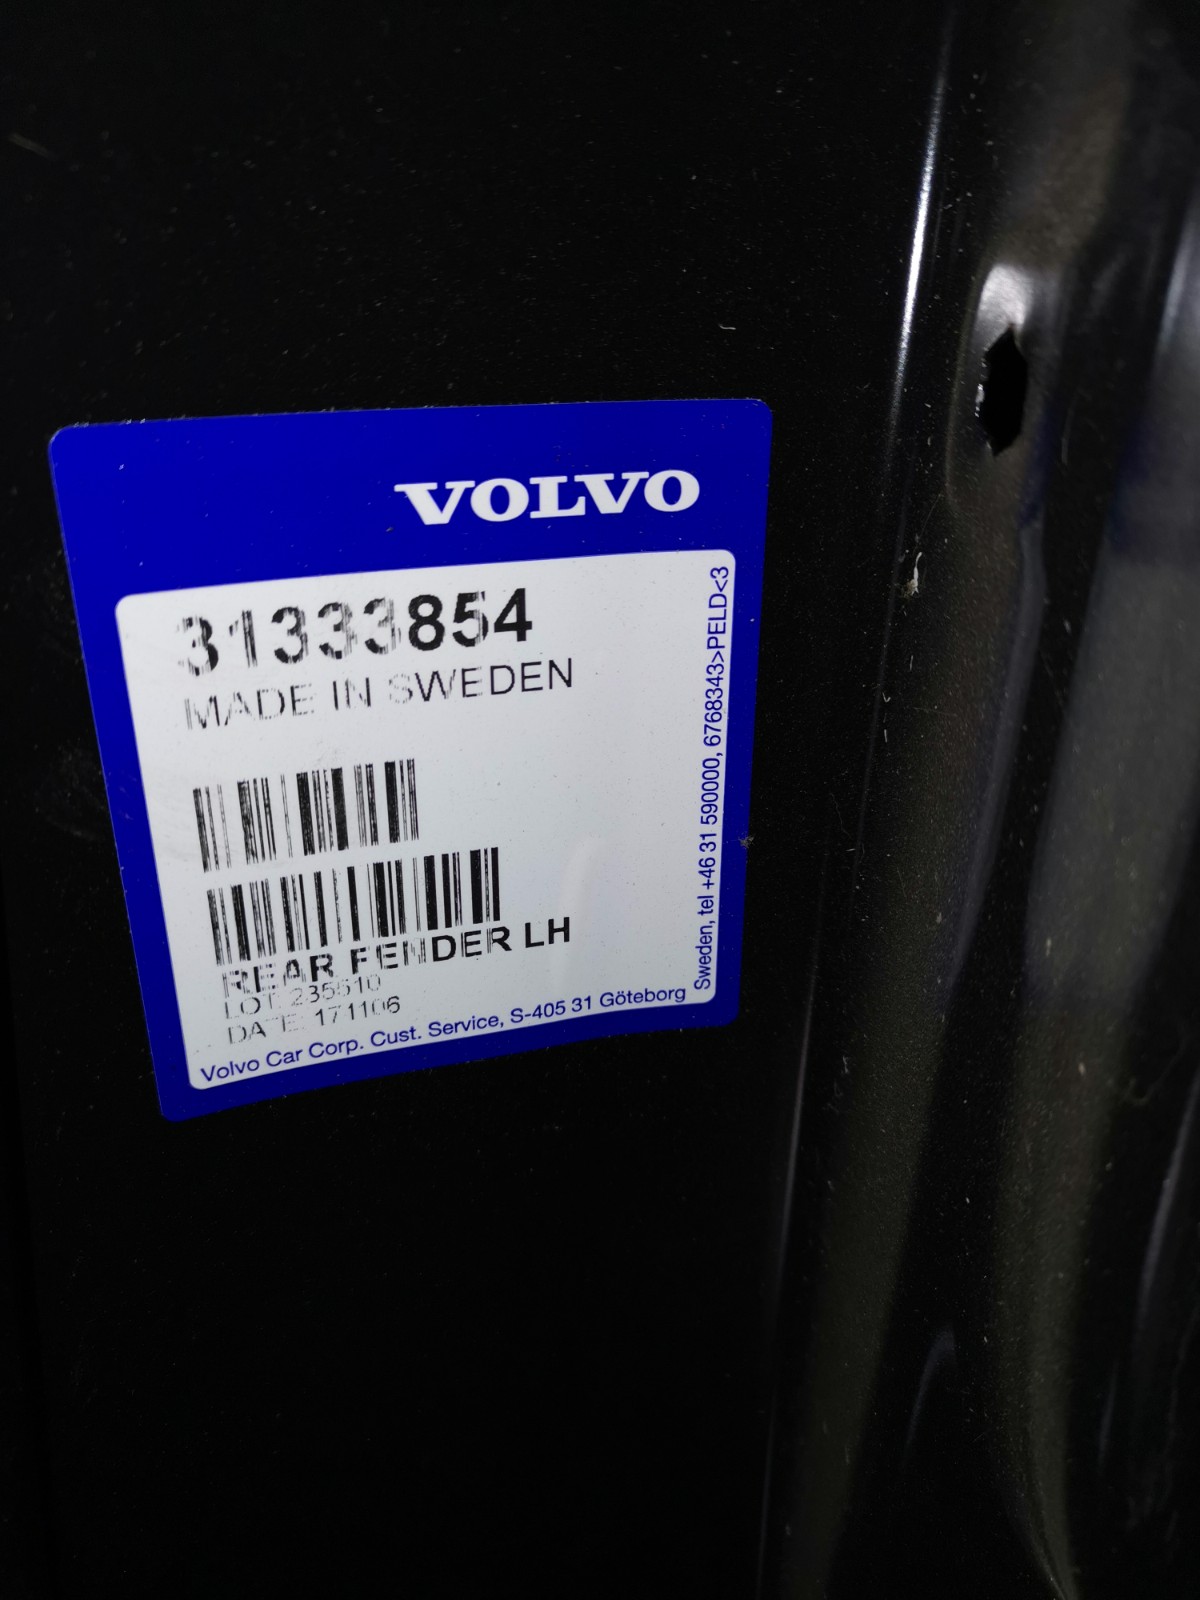 VOLVO
31333854
MADE IN SWEDEN
REAR FENDER LH
LOT: 235510
DATE: 171106
Volvo Car Corp. Cust. Service, S-405 31 Göteborg
Sweden, tel +46 31 590000, 6768343>PELD<3